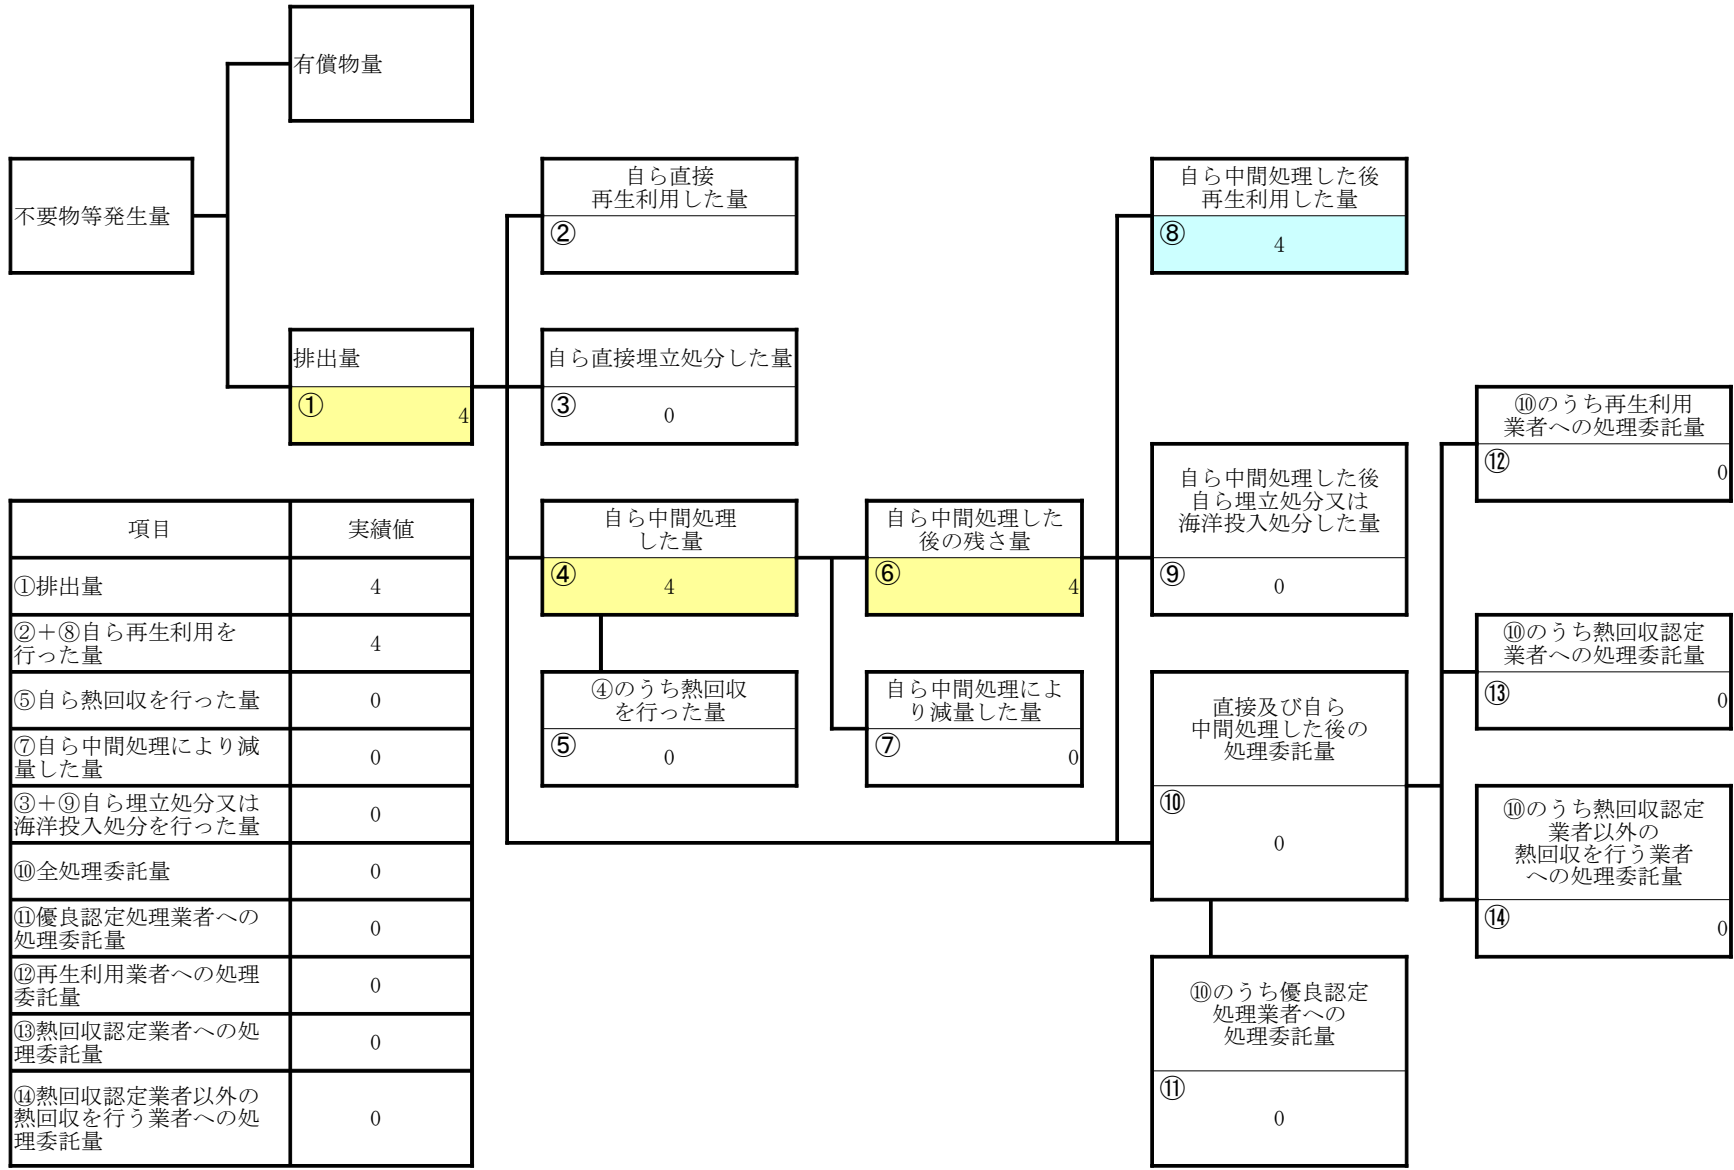 有償物量
不要物等発生量
自ら直接
再生利用した量
②
自ら中間処理した後
再生利用した量
⑧
4
排出量
①
4
自ら直接埋立処分した量
③
0
⑩のうち再生利用
業者への処理委託量
⑫
0
自ら中間処理
した量
④
4
自ら中間処理した
後の残さ量
⑥
4
自ら中間処理した後
自ら埋立処分又は
海洋投入処分した量
⑨
0
⑩のうち熱回収認定
業者への処理委託量
⑬
0
④のうち熱回収
を行った量
⑤
0
自ら中間処理によ
り減量した量
⑦
0
直接及び自ら
中間処理した後の
処理委託量
⑩
0
⑩のうち熱回収認定
業者以外の
熱回収を行う業者
への処理委託量
⑭
0
⑩のうち優良認定
処理業者への
処理委託量
⑪
0
項目 実績値
①排出量 4
②+⑧自ら再生利用を
行った量 4
⑤自ら熱回収を行った量 0
⑦自ら中間処理により減
量した量 0
③+⑨自ら埋立処分又は
海洋投入処分を行った量 0
⑩全処理委託量 0
⑪優良認定処理業者への
処理委託量 0
⑫再生利用業者への処理
委託量 0
⑬熱回収認定業者への処
理委託量 0
⑭熱回収認定業者以外の
熱回収を行う業者への処
理委託量 0